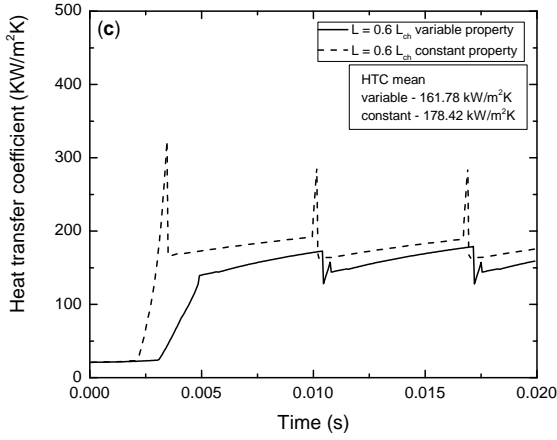 (c)
L = 0.6 L_ch variable property
L = 0.6 L_ch constant property
HTC mean
variable - 161.78 kW/m²K
constant - 178.42 kW/m²K
Heat transfer coefficient (KW/m²K)
500
400
300
200
100
0
0.000 0.005 0.010 0.015 0.020
Time (s)